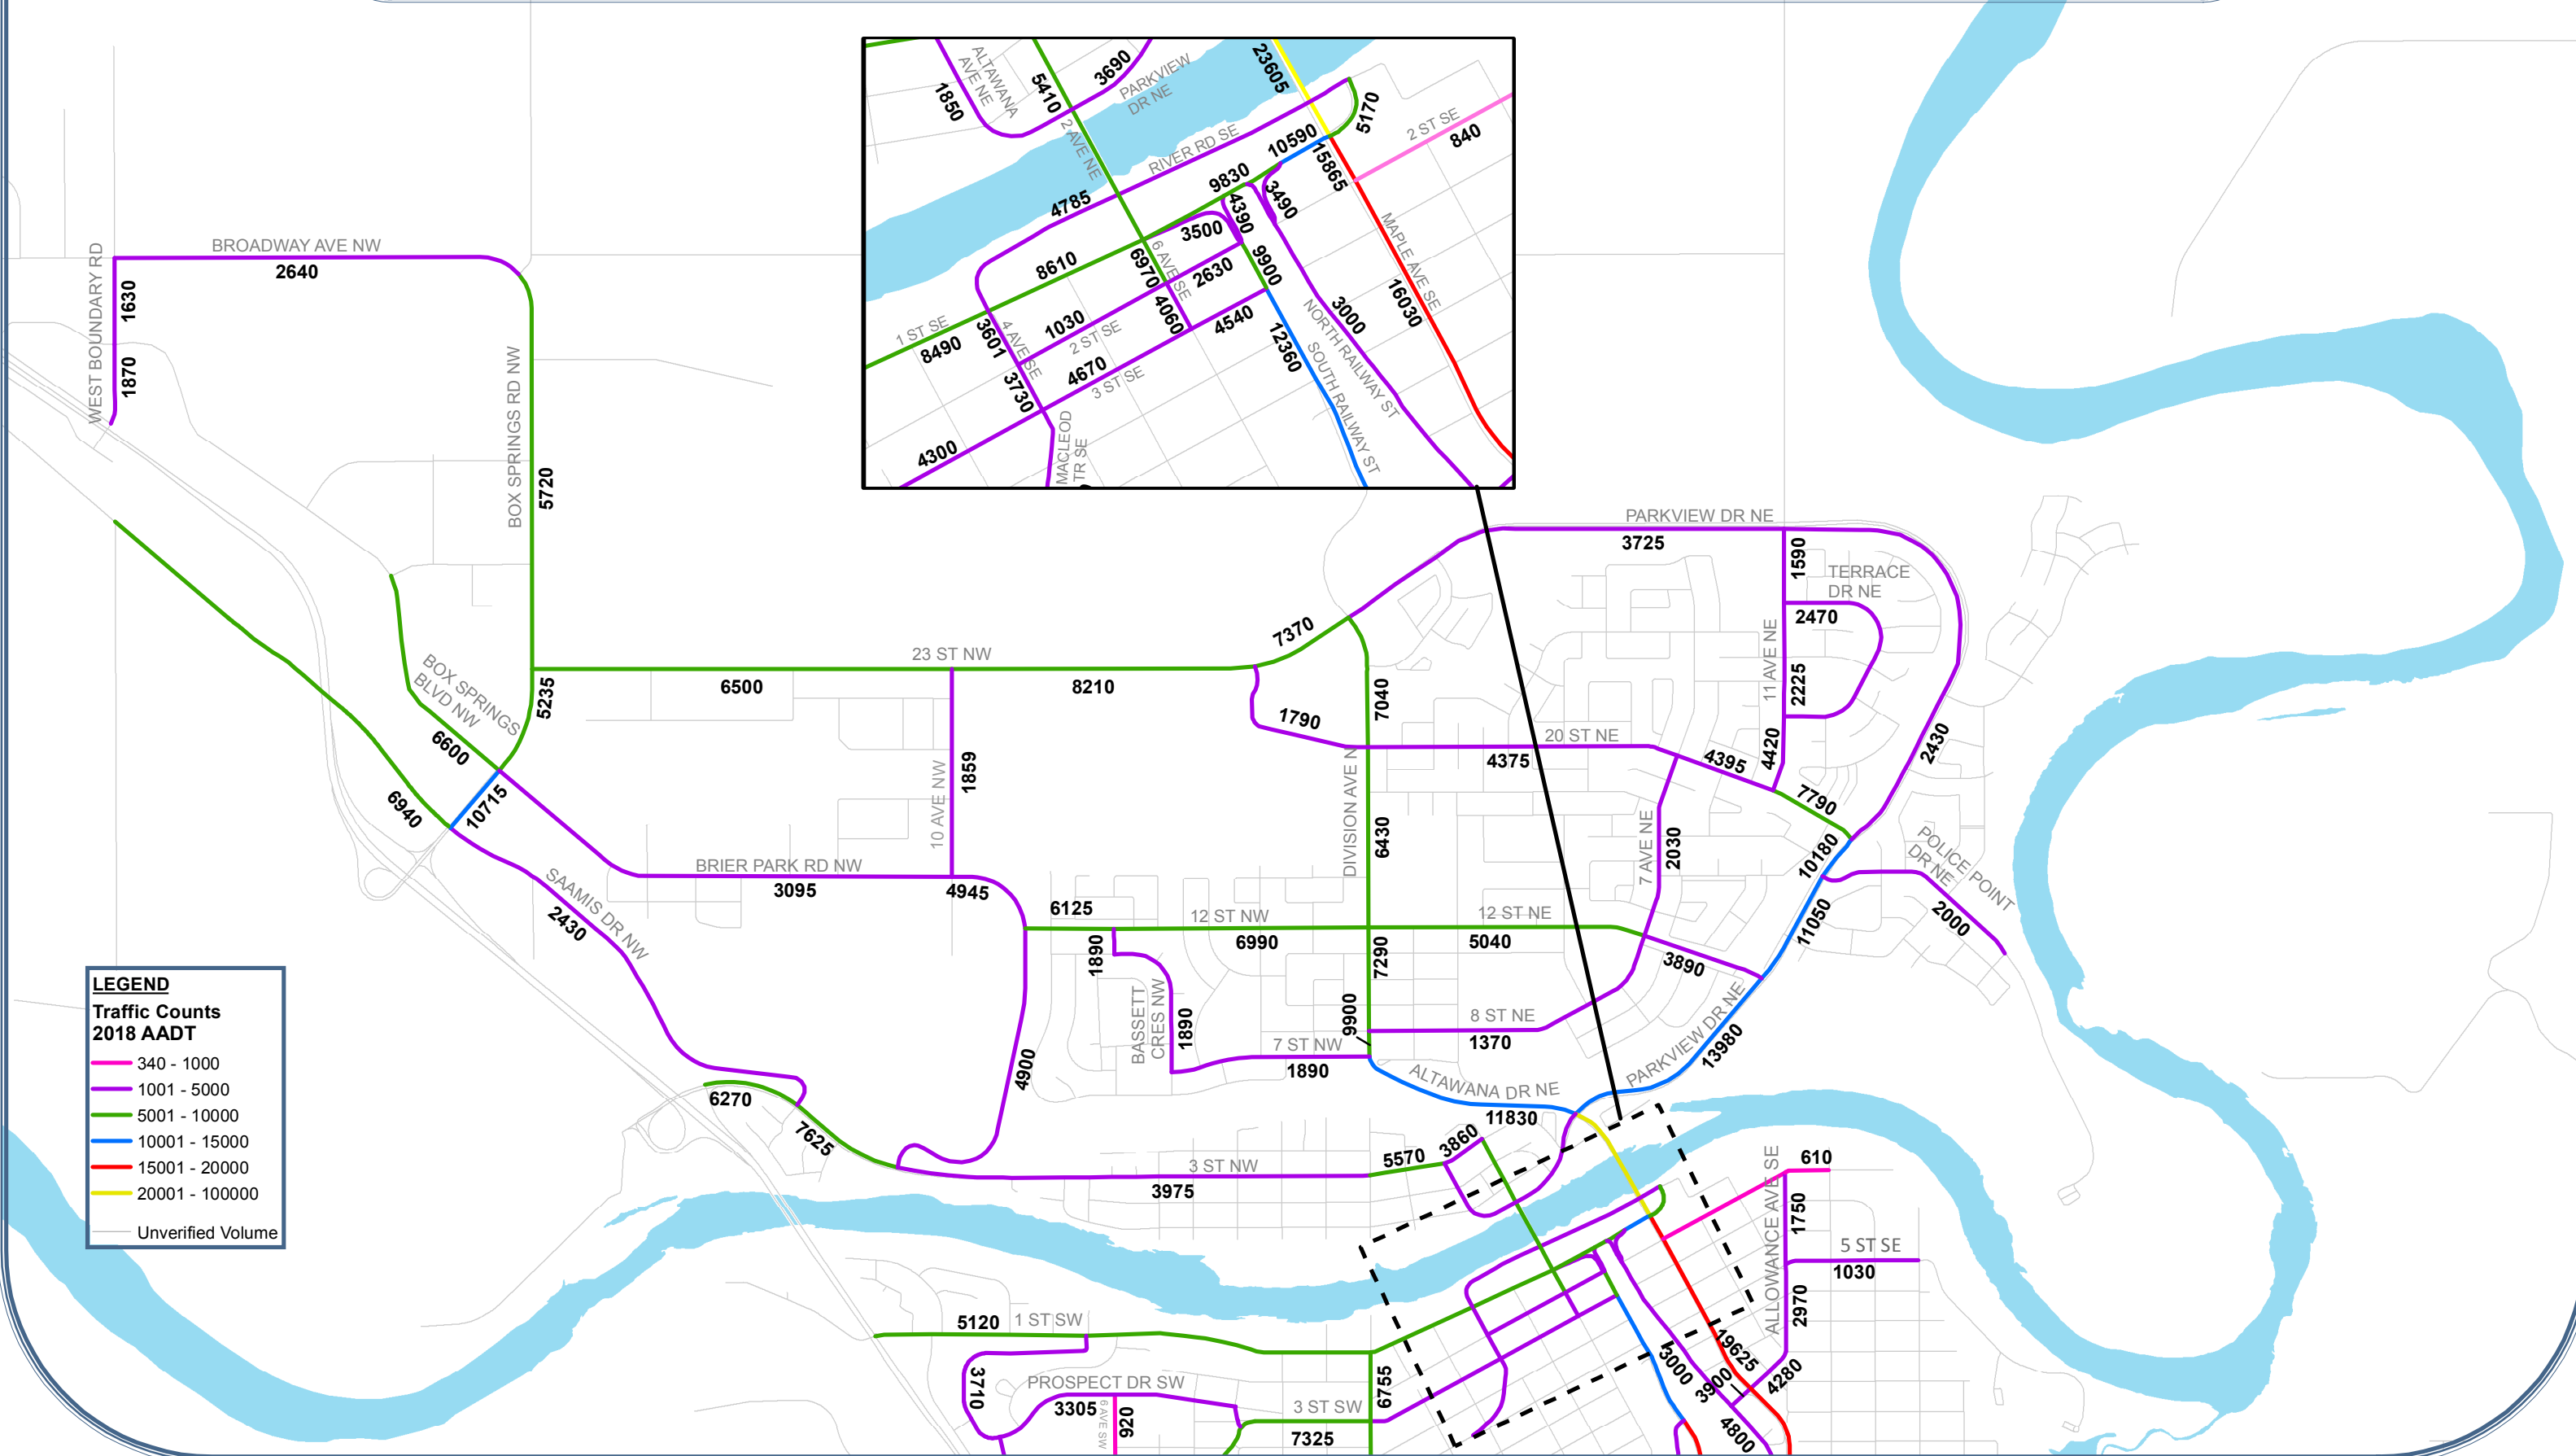 23605
ALTAWANA
AVE NE
1850
5410
3690
PARKVIEW
DR NE
2 AVE NE
RIVER RD SE
10590
5170
2 ST SE
840
15865
9830
4785
4390
3490
3500
6 AVE SE
9900
MAPLE AVE SE
8610
6970
2630
16030
1 ST SE
8490
3601
4 AVE SE
1030
2 ST SE
4060
4540
12360
NORTH RAILWAY ST
3000
SOUTH RAILWAY ST
3730
4670
3 ST SE
4300
MACLEOD
TR SE
BROADWAY AVE NW
2640
WEST BOUNDARY RD
1630
1870
BOX SPRINGS RD NW
5720
PARKVIEW DR NE
3725
1590
TERRACE
DR NE
2470
11 AVE NE
2225
7370
23 ST NW
6500
8210
BOX SPRINGS
BLVD NW
5235
6600
7040
1790
20 ST NE
4375
4395
4420
2430
7790
6940
10715
1859
10 AVE NW
DIVISION AVE N
6430
7 AVE NE
2030
10180
POLICE POINT
DR NE
2000
BRIER PARK RD NW
3095
4945
SAAMIS DR NW
2430
6125
12 ST NW
6990
12 ST NE
5040
3890
11050
1890
7290
BASSETT
CRES NW
1890
9900
8 ST NE
1370
7 ST NW
1890
PARKVIEW DR NE
13980
4900
ALTAWANA DR NE
11830
6270
7625
3860
5570
3 ST NW
3975
610
ALLOWANCE AVE SE
1750
5 ST SE
1030
2970
LEGEND
Traffic Counts
2018 AADT
340 - 1000
1001 - 5000
5001 - 10000
10001 - 15000
15001 - 20000
20001 - 100000
Unverified Volume
5120
1 ST SW
3710
PROSPECT DR SW
3305
6 AVE SW
920
3 ST SW
7325
6755
19625
3000
3900
4280
4800